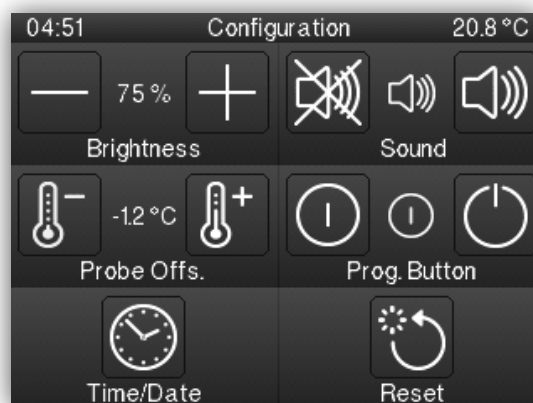 04:51 Configuration 20.8 °C
75 %
Brightness Sound
-1.2 °C
Probe Offs. Prog. Button
Time/Date Reset